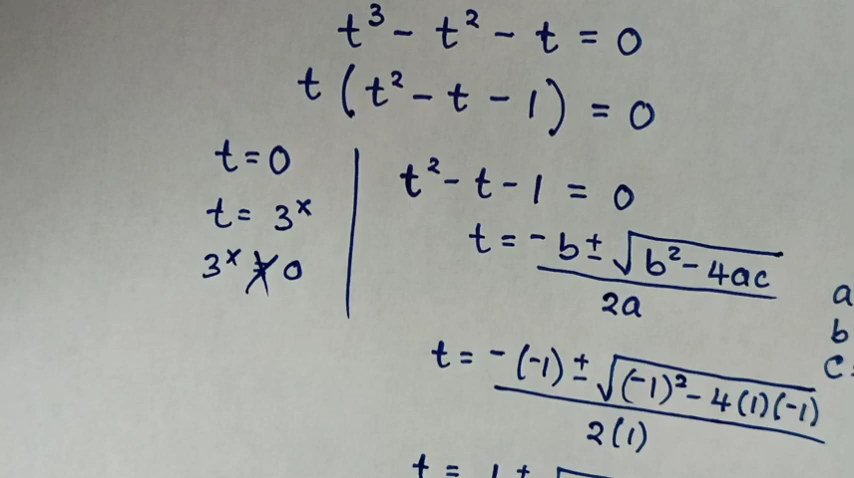 t³ - t² - t = 0
t(t² - t - 1) = 0
t = 0
t = 3ˣ
3ˣ ≠ 0
t² - t - 1 = 0
t = -b ± √(b² - 4ac) / 2a
a
b
c
t = -(-1) ± √((-1)² - 4(1)(-1)) / 2(1)
t = 1 ± √